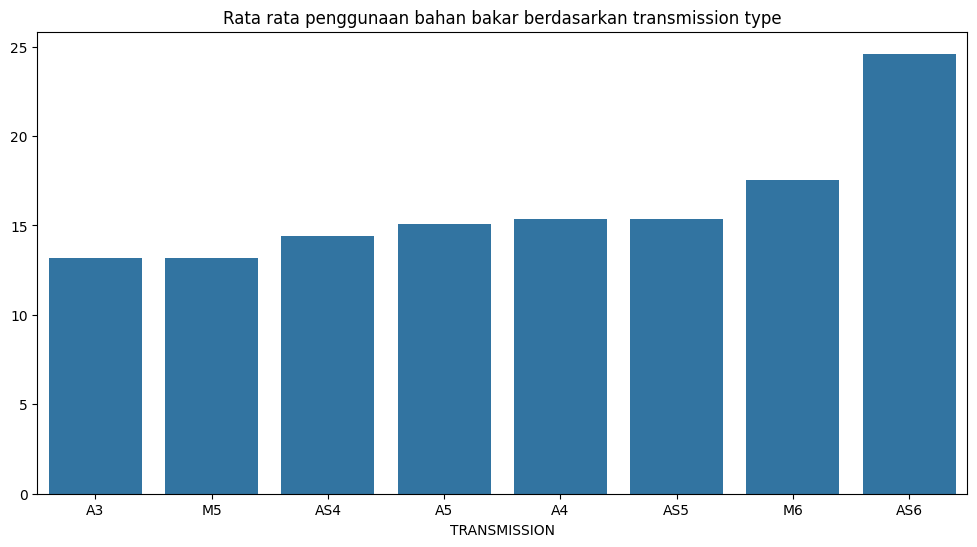 Rata rata penggunaan bahan bakar berdasarkan transmission type
25
20
15
10
5
0
A3 M5 AS4 A5 A4 AS5 M6 AS6
TRANSMISSION